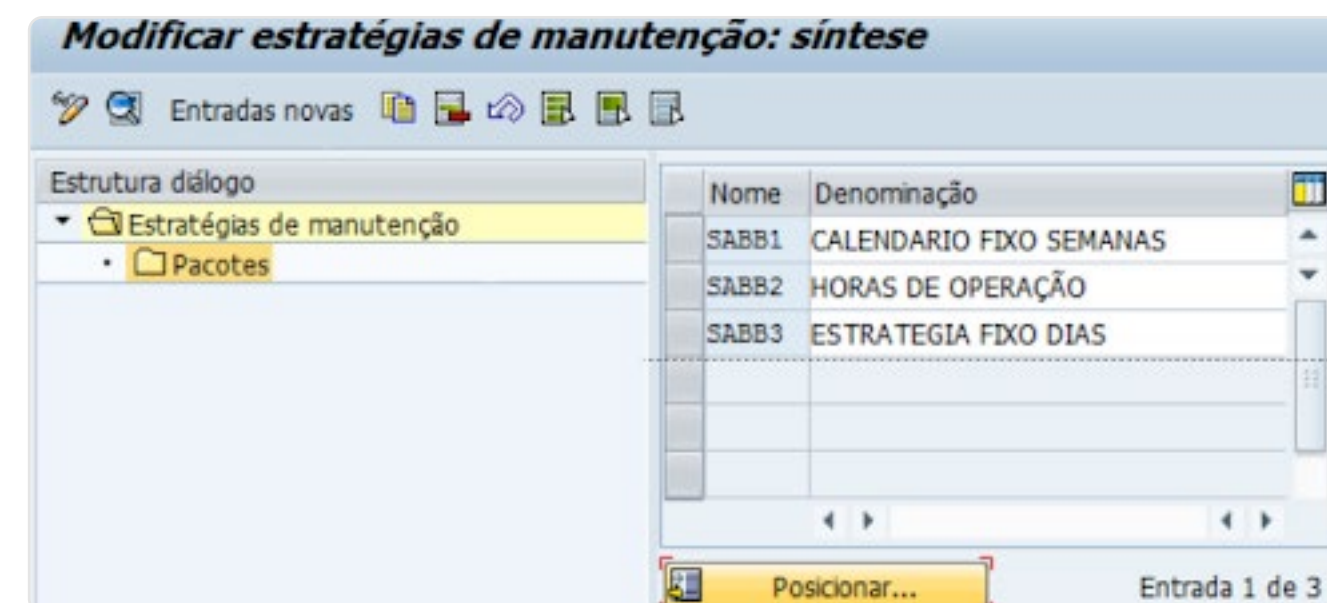 Modificar estratégias de manutenção: síntese
Entradas novas
Estrutura diálogo
Estratégias de manutenção
Pacotes
Nome Denominação
SABB1 CALENDARIO FIXO SEMANAS
SABB2 HORAS DE OPERAÇÃO
SABB3 ESTRATEGIA FIXO DIAS
Posicionar... Entrada 1 de 3